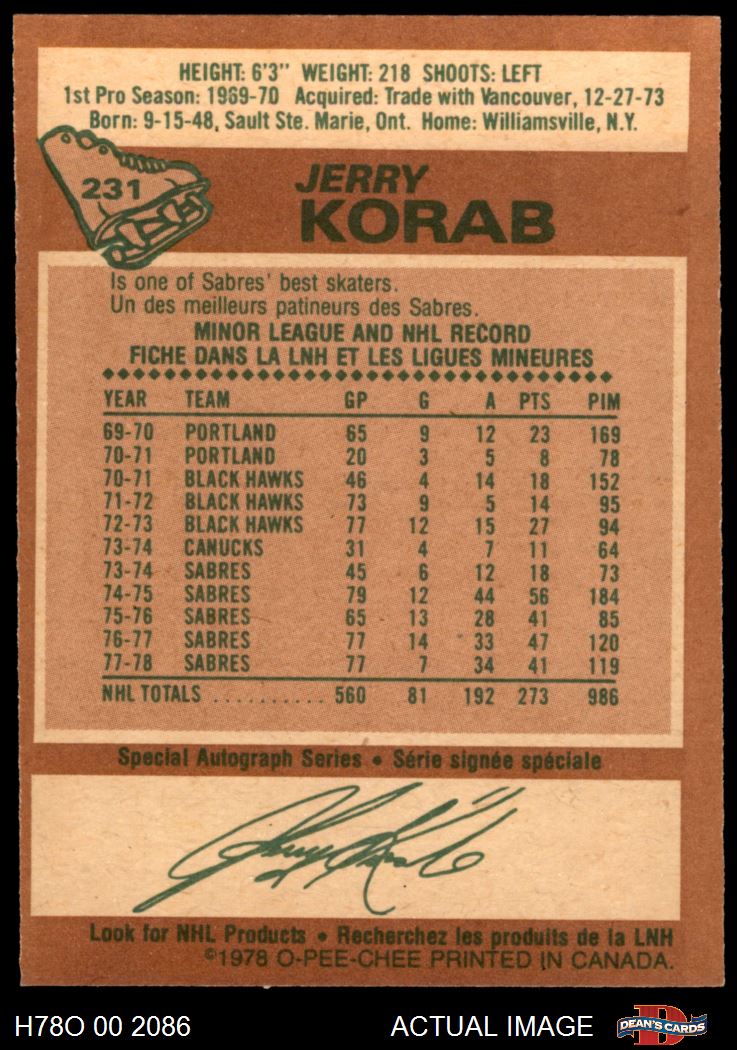 HEIGHT: 6'3" WEIGHT: 218 SHOOTS: LEFT
1st Pro Season: 1969-70 Acquired: Trade with Vancouver, 12-27-73
Born: 9-15-48, Sault Ste. Marie, Ont. Home: Williamsville, N.Y.
231
JERRY
KORAB
Is one of Sabres' best skaters.
Un des meilleurs patineurs des Sabres.
MINOR LEAGUE AND NHL RECORD
FICHE DANS LA LNH ET LES LIGUES MINEURES
YEAR TEAM GP G A PTS PIM
69-70 PORTLAND 65 9 12 23 169
70-71 PORTLAND 20 3 5 8 78
70-71 BLACK HAWKS 46 4 14 18 152
71-72 BLACK HAWKS 73 9 5 14 95
72-73 BLACK HAWKS 77 12 15 27 94
73-74 CANUCKS 31 4 7 11 64
73-74 SABRES 45 6 12 18 73
74-75 SABRES 79 12 44 56 184
75-76 SABRES 65 13 28 41 85
76-77 SABRES 77 14 33 47 120
77-78 SABRES 77 7 34 41 119
NHL TOTALS .......... 560 81 192 273 986
Special Autograph Series • Série signée spéciale
Jerry Korab
Look for NHL Products • Recherchez les produits de la LNH
©1978 O-PEE-CHEE PRINTED IN CANADA.
H78O 00 2086 ACTUAL IMAGE D DEAN'S CARDS